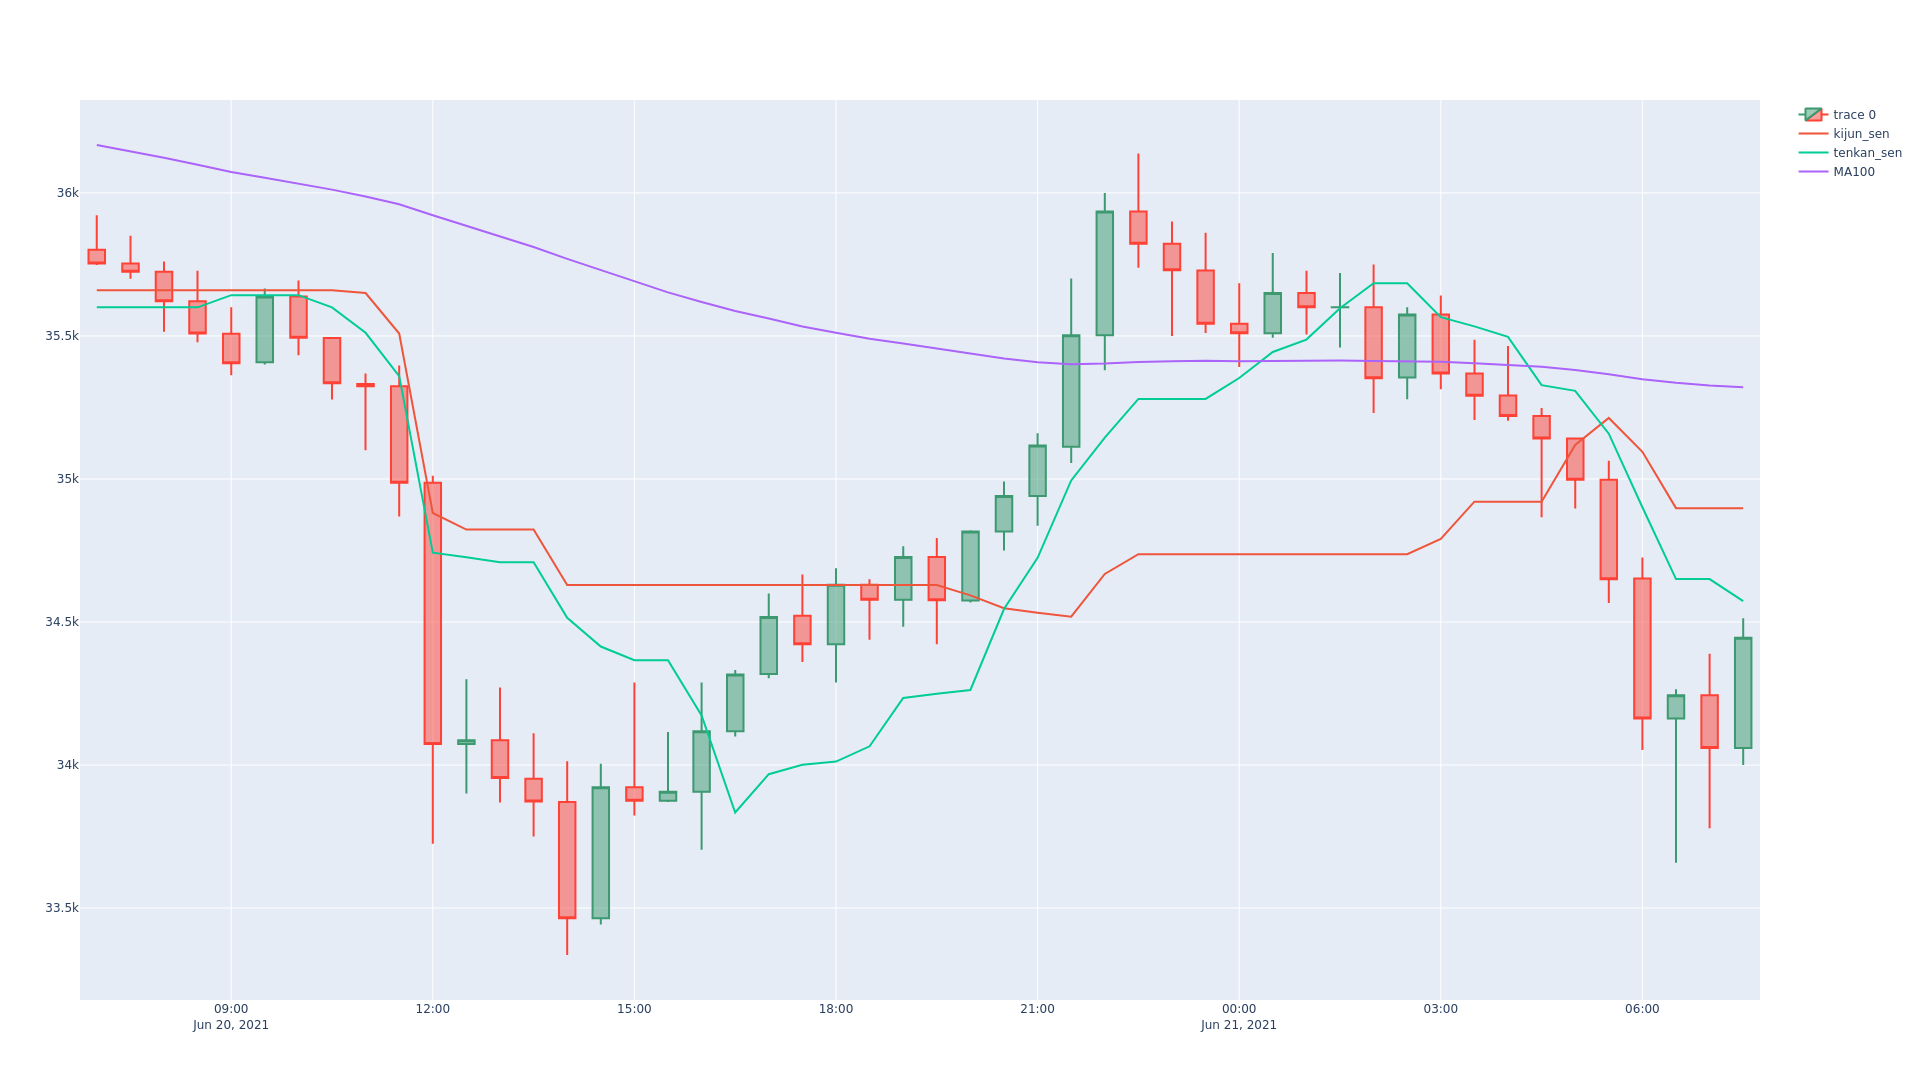 trace 0
kijun_sen
tenkan_sen
MA100
36k
35.5k
35k
34.5k
34k
33.5k
09:00
Jun 20, 2021
12:00
15:00
18:00
21:00
00:00
Jun 21, 2021
03:00
06:00